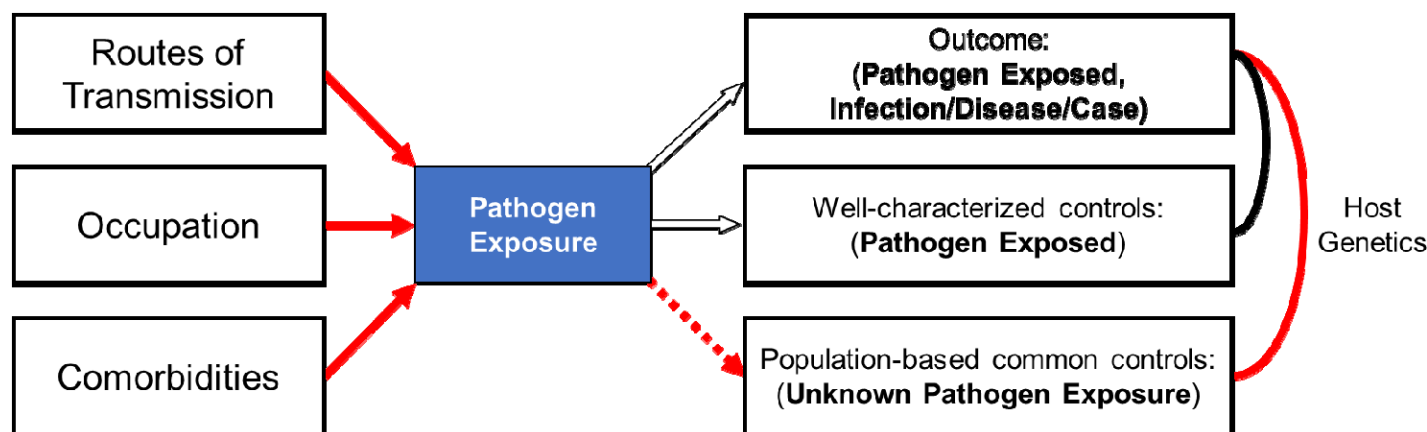 Routes of
Transmission
Occupation
Comorbidities
Pathogen
Exposure
Outcome:
(Pathogen Exposed,
Infection/Disease/Case)
Well-characterized controls:
(Pathogen Exposed)
Population-based common controls:
(Unknown Pathogen Exposure)
Host
Genetics